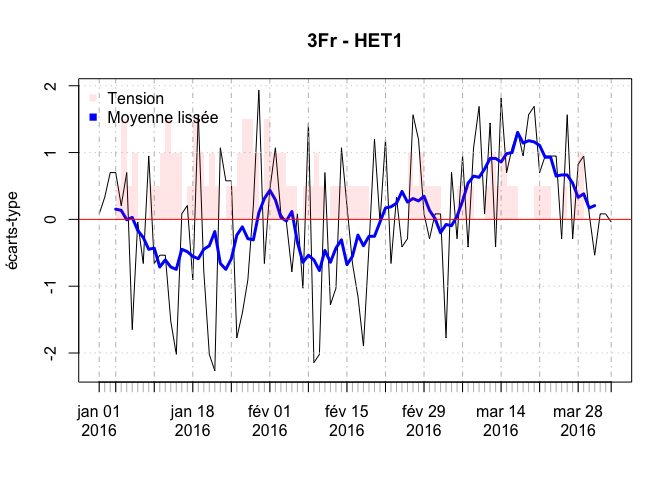 3Fr - HET1
écarts-type
2
1
0
-1
-2
Tension
Moyenne lissée
jan 01
2016
jan 18
2016
fév 01
2016
fév 15
2016
fév 29
2016
mar 14
2016
mar 28
2016